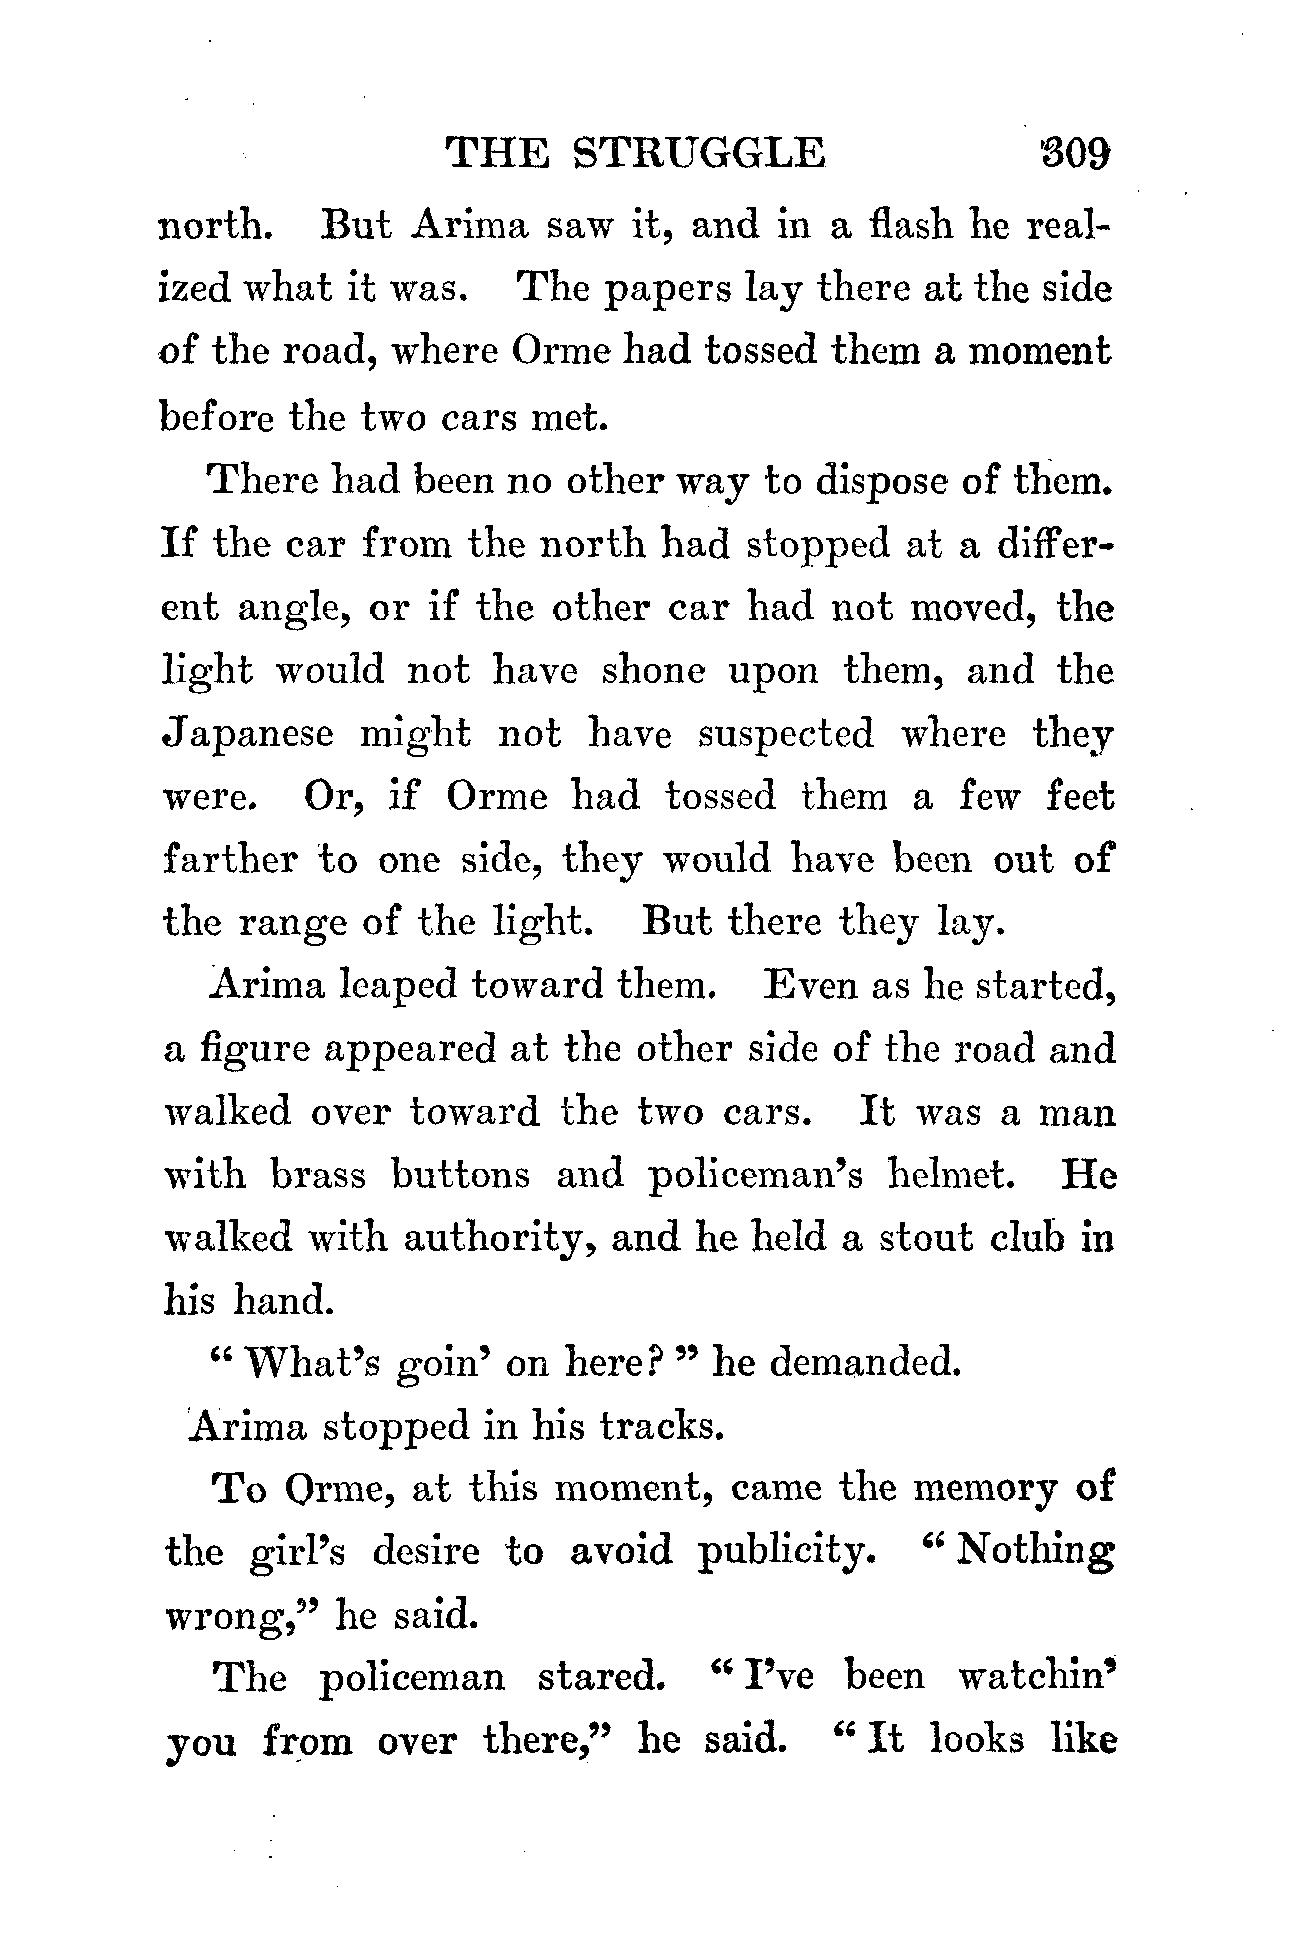 THE STRUGGLE 309
north. But Arima saw it, and in a flash he real-
ized what it was. The papers lay there at the side
of the road, where Orme had tossed them a moment
before the two cars met.
There had been no other way to dispose of them.
If the car from the north had stopped at a differ-
ent angle, or if the other car had not moved, the
light would not have shone upon them, and the
Japanese might not have suspected where they
were. Or, if Orme had tossed them a few feet
farther to one side, they would have been out of
the range of the light. But there they lay.
Arima leaped toward them. Even as he started,
a figure appeared at the other side of the road and
walked over toward the two cars. It was a man
with brass buttons and policeman's helmet. He
walked with authority, and he held a stout club in
his hand.
" What's goin' on here? " he demanded.
Arima stopped in his tracks.
To Orme, at this moment, came the memory of
the girl's desire to avoid publicity. " Nothing
wrong," he said.
The policeman stared. " I've been watchin'
you from over there," he said. " It looks like